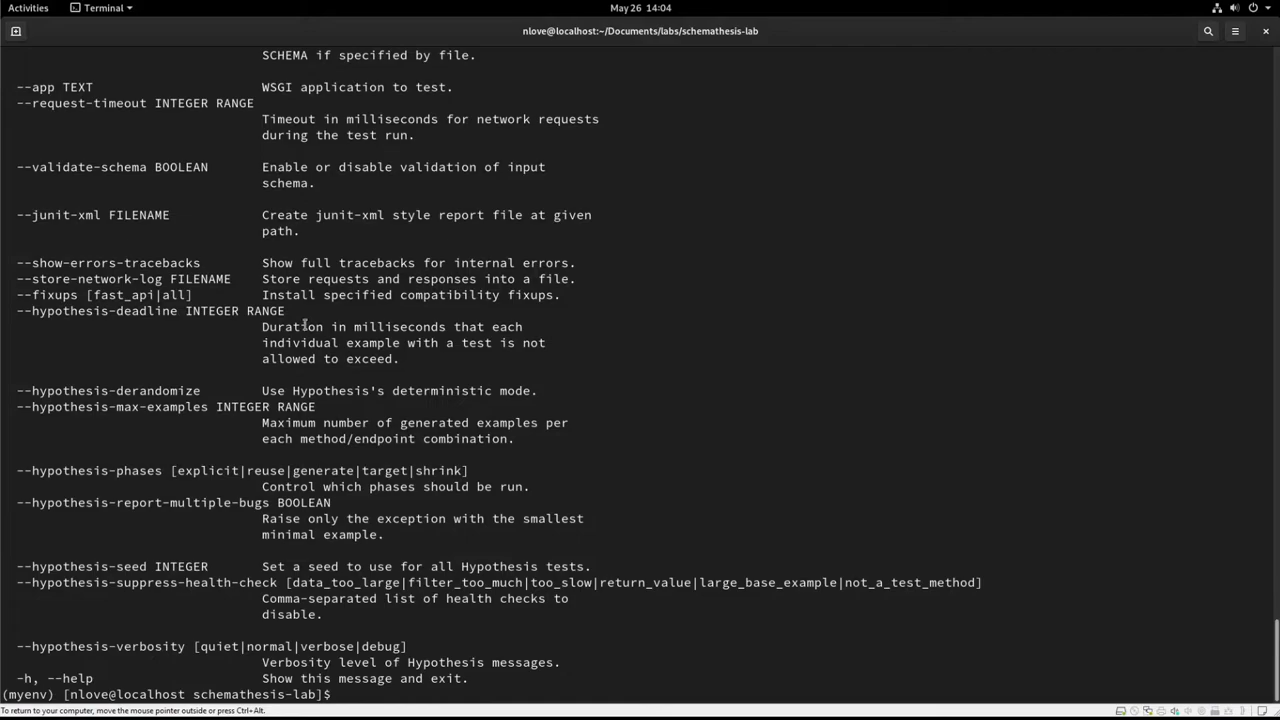 Activities
Terminal
May 26 14:04
nlove@localhost:~/Documents/labs/schemathesis-lab
SCHEMA if specified by file.
--app TEXT WSGI application to test.
--request-timeout INTEGER RANGE
Timeout in milliseconds for network requests
during the test run.
--validate-schema BOOLEAN Enable or disable validation of input
schema.
--junit-xml FILENAME Create junit-xml style report file at given
path.
--show-errors-tracebacks Show full tracebacks for internal errors.
--store-network-log FILENAME Store requests and responses into a file.
--fixups [fast_api|all] Install specified compatibility fixups.
--hypothesis-deadline INTEGER RANGE
Duration in milliseconds that each
individual example with a test is not
allowed to exceed.
--hypothesis-derandomize Use Hypothesis's deterministic mode.
--hypothesis-max-examples INTEGER RANGE
Maximum number of generated examples per
each method/endpoint combination.
--hypothesis-phases [explicit|reuse|generate|target|shrink]
Control which phases should be run.
--hypothesis-report-multiple-bugs BOOLEAN
Raise only the exception with the smallest
minimal example.
--hypothesis-seed INTEGER Set a seed to use for all Hypothesis tests.
--hypothesis-suppress-health-check [data_too_large|filter_too_much|too_slow|return_value|large_base_example|not_a_test_method]
Comma-separated list of health checks to
disable.
--hypothesis-verbosity [quiet|normal|verbose|debug]
Verbosity level of Hypothesis messages.
-h, --help Show this message and exit.
(myenv) [nlove@localhost schemathesis-lab]$
To return to your computer, move the mouse pointer outside or press Ctrl+Alt.